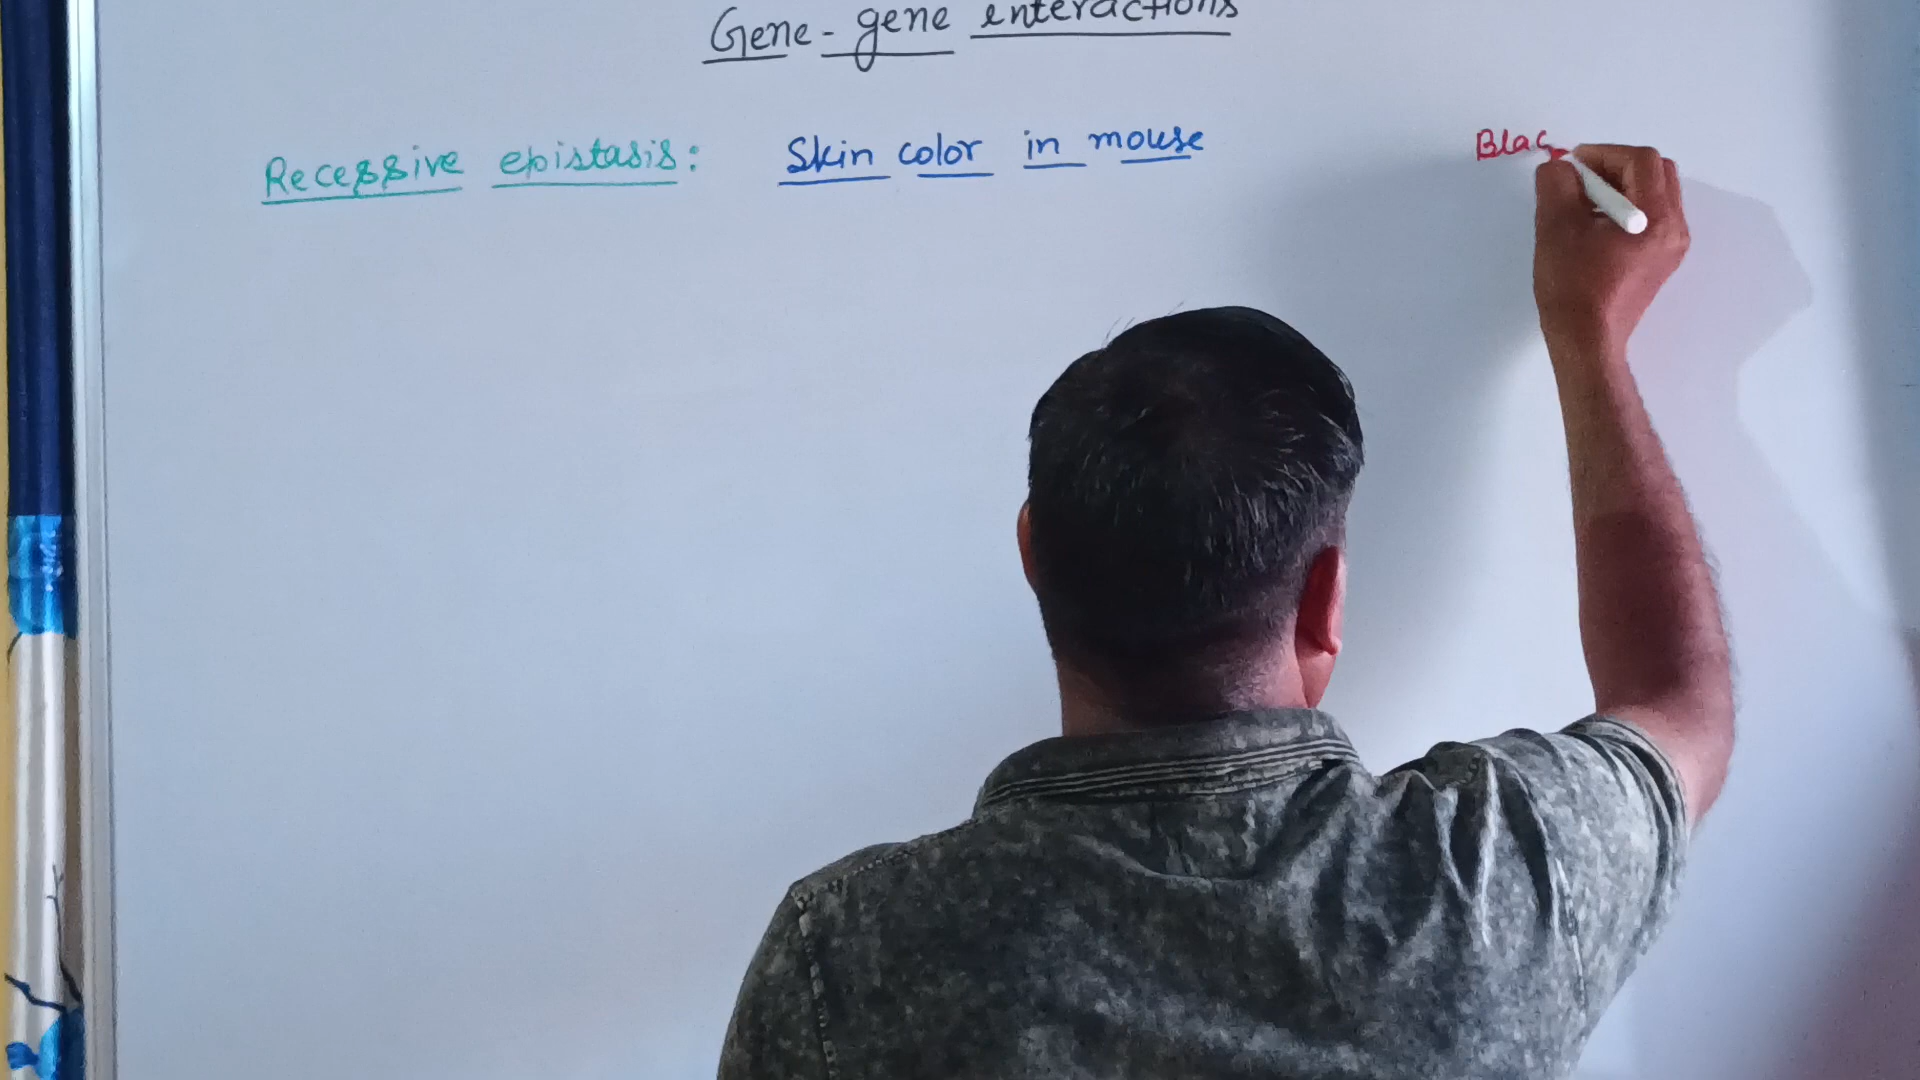 Gene-gene interactions
Recessive epistasis: Skin color in mouse
Blac